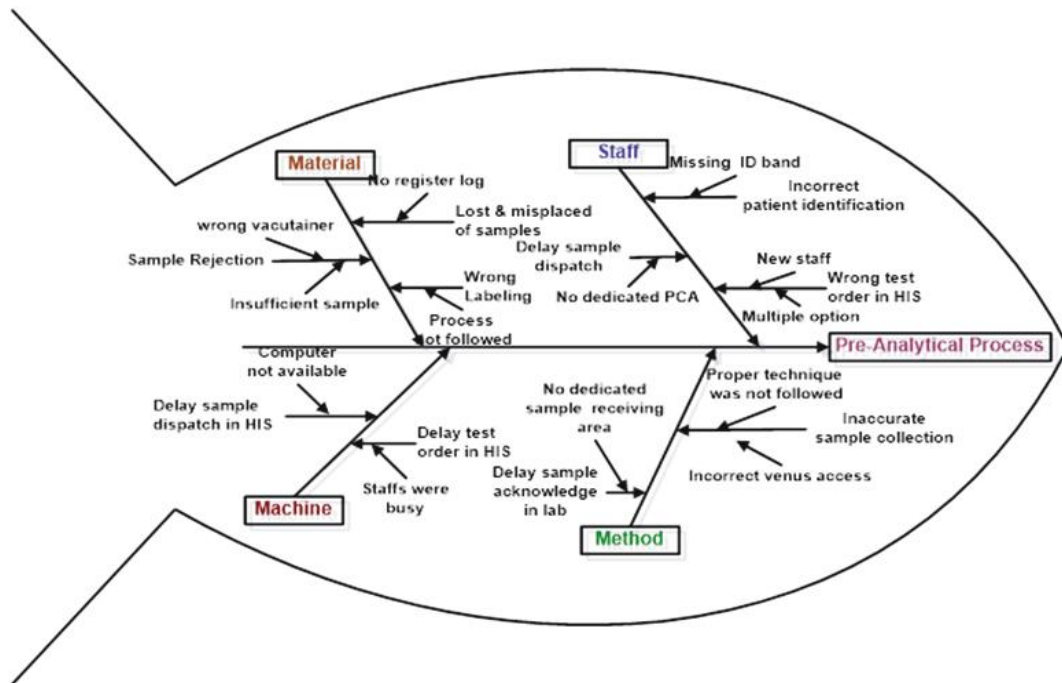 Material
No register log
Lost & misplaced
of samples
wrong vacutainer
Sample Rejection
Insufficient sample
Wrong
Labeling
Process
not followed
Staff
Missing ID band
Incorrect
patient identification
Delay sample
dispatch
No dedicated PCA
New staff
Wrong test
order in HIS
Multiple option
Pre-Analytical Process
Computer
not available
Delay sample
dispatch in HIS
Delay test
order in HIS
Staffs were
busy
Machine
No dedicated
sample receiving
area
Delay sample
acknowledge
in lab
Method
Proper technique
was not followed
Inaccurate
sample collection
Incorrect venus access